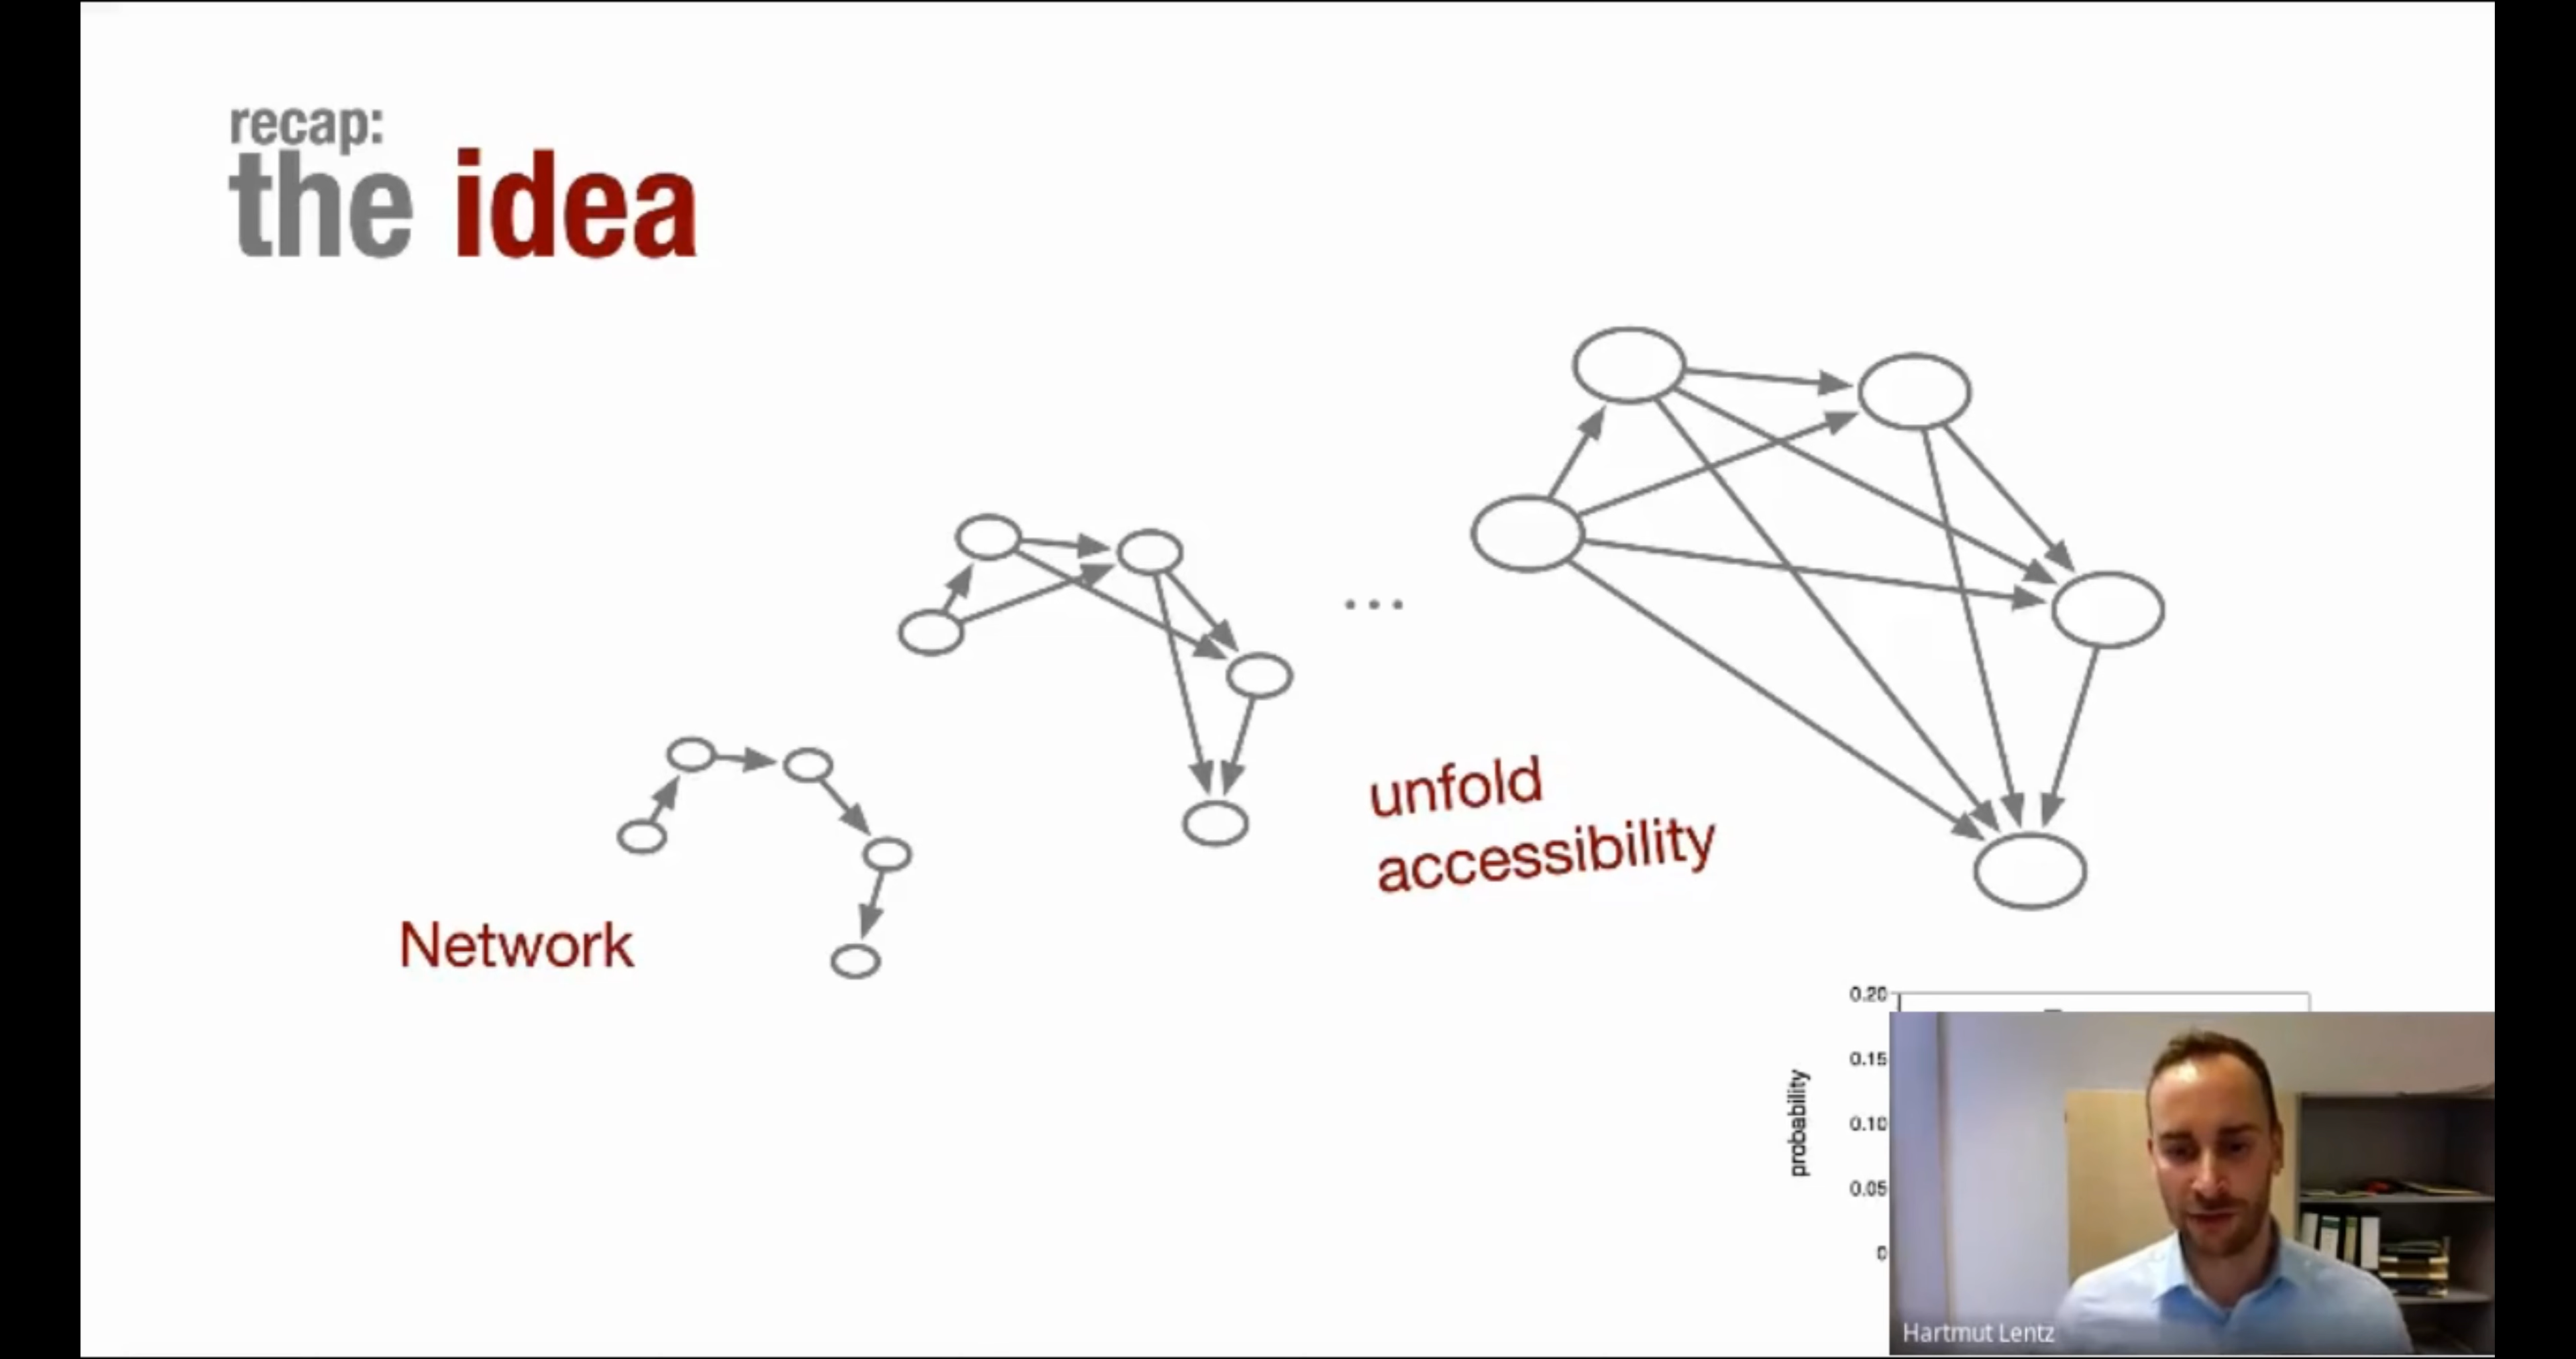 recap:
the idea
Network
...
unfold
accessibility
0.20
0.15
0.10
0.05
0
probability
Hartmut Lentz